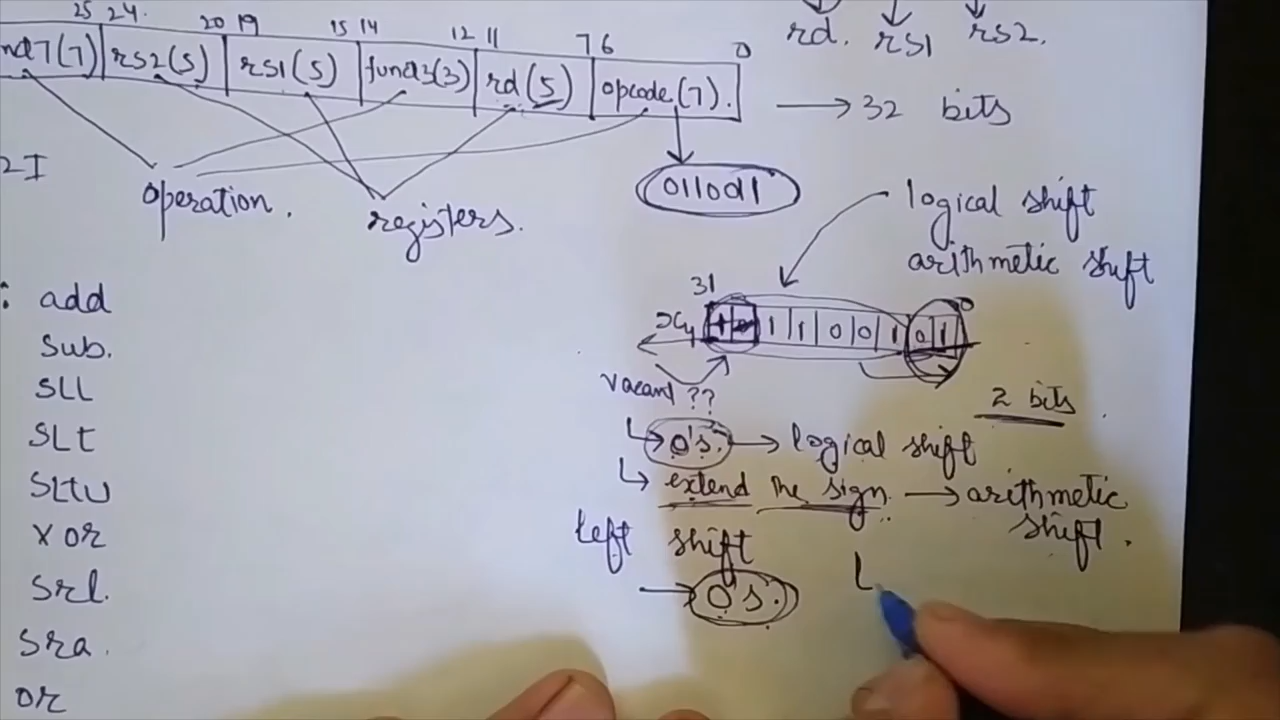 rd. rs1 rs2.
25 24. 20 19 15 14 12 11 7 6 0
rs2(5) rs1(5) funct3(3) rd(5) opcode(7). → 32 bits
2I
operation. registers.
logical shift
arithmetic shift
31 0
1 1 0 0 1 0 1
vacant ??
2 bits.
0's. → logical shift
extend the sign. → arithmetic shift.
left shift
→ 0's. L
: add
sub.
SLL
SLt
SLtU
xor
srl.
sra.
or